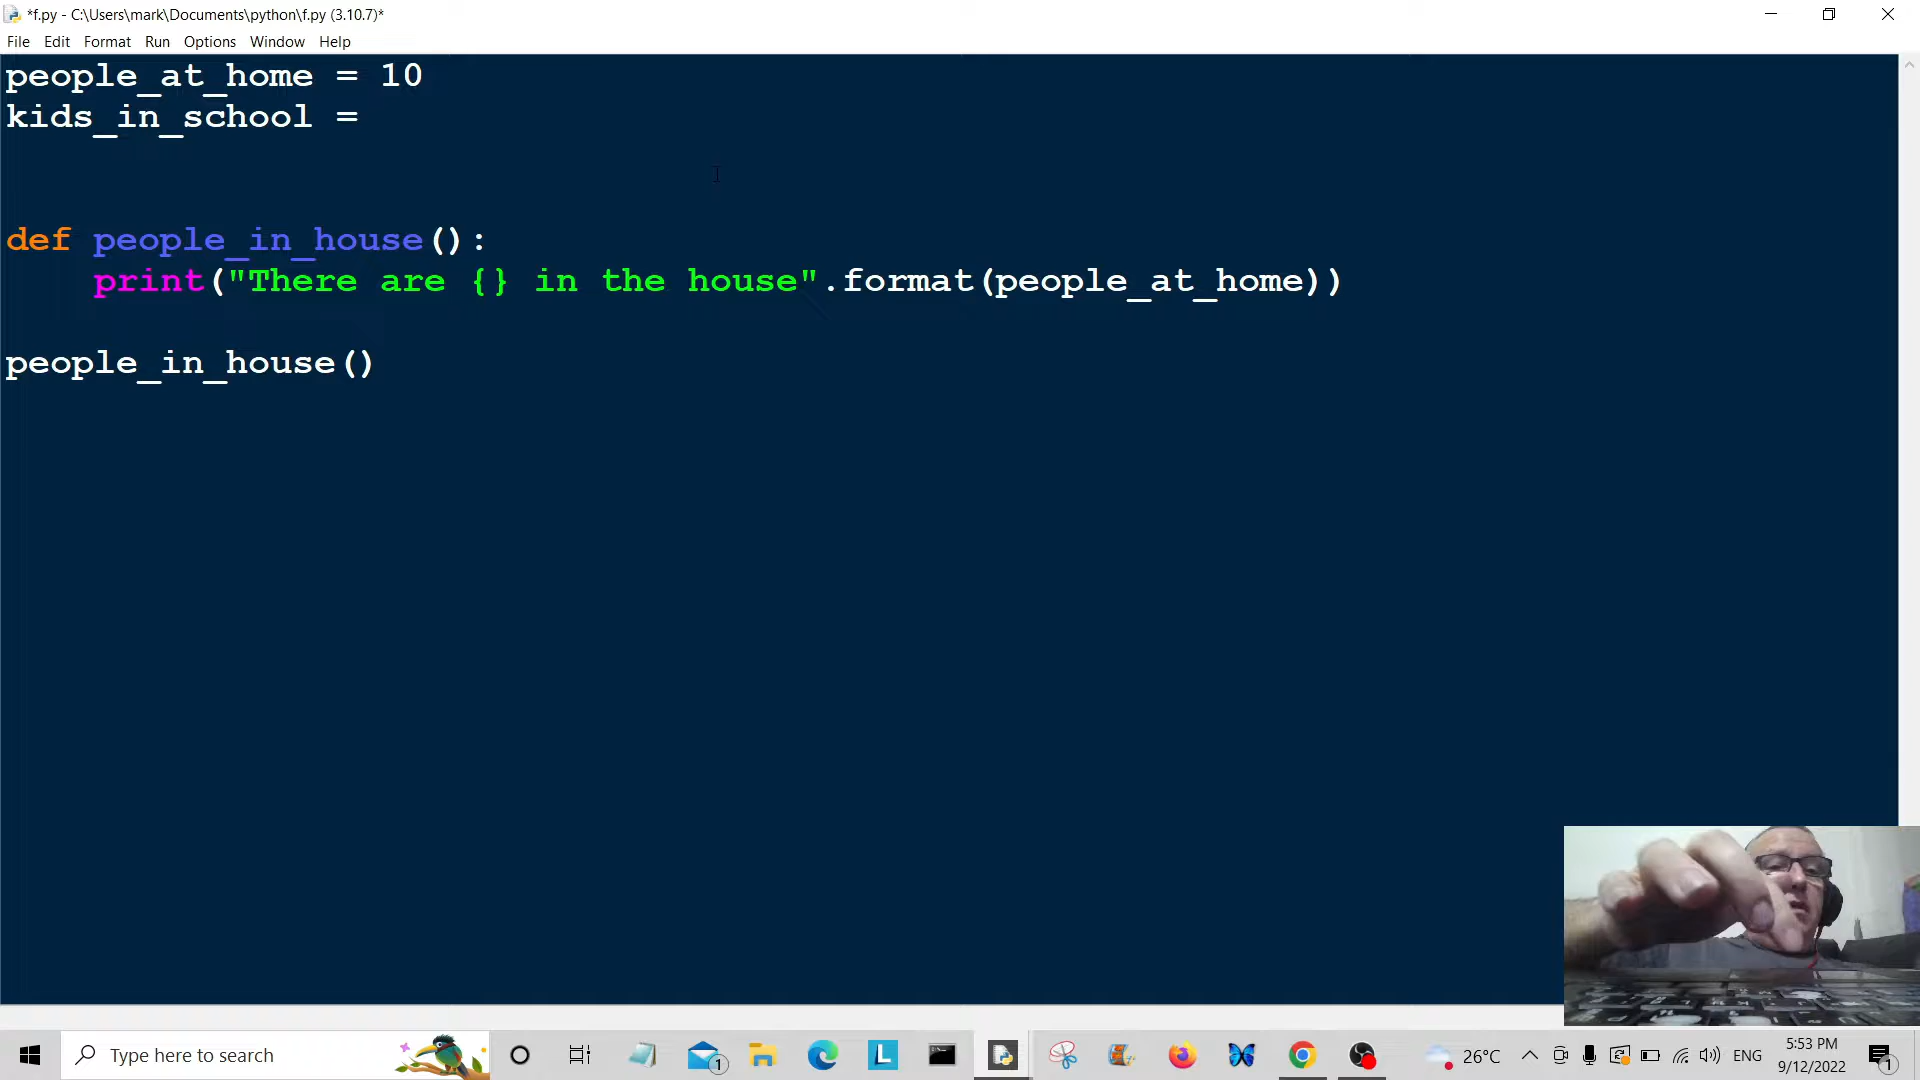 *f.py - C:\Users\mark\Documents\python\f.py (3.10.7)*
File Edit Format Run Options Window Help
people_at_home = 10
kids_in_school =
def people_in_house():
    print("There are {} in the house".format(people_at_home))
people_in_house()
Type here to search
1
L
26°C
ENG
5:53 PM
9/12/2022
1